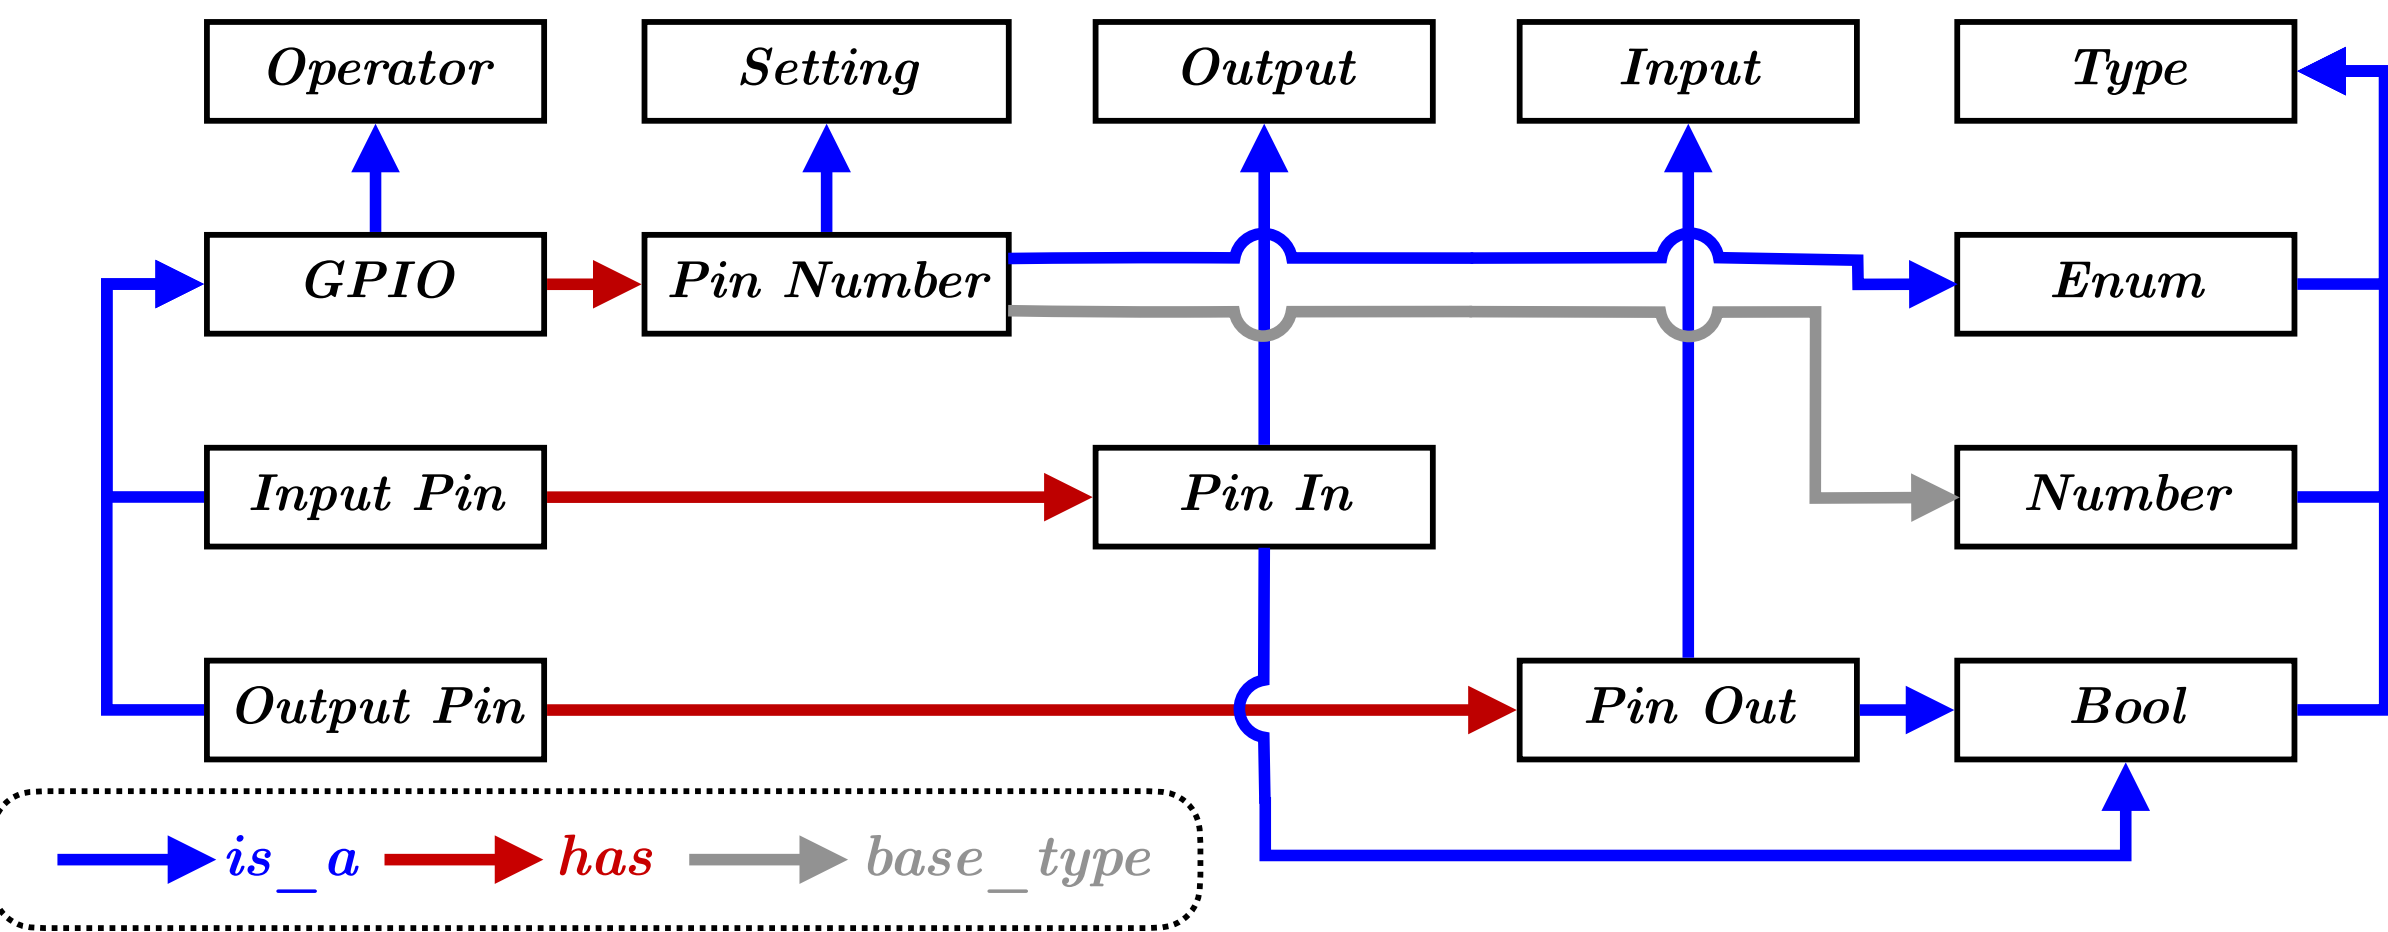 Operator
Setting
Output
Input
Type
GPIO
Pin Number
Enum
Input Pin
Pin In
Number
Output Pin
Pin Out
Bool
is_a
has
base_type